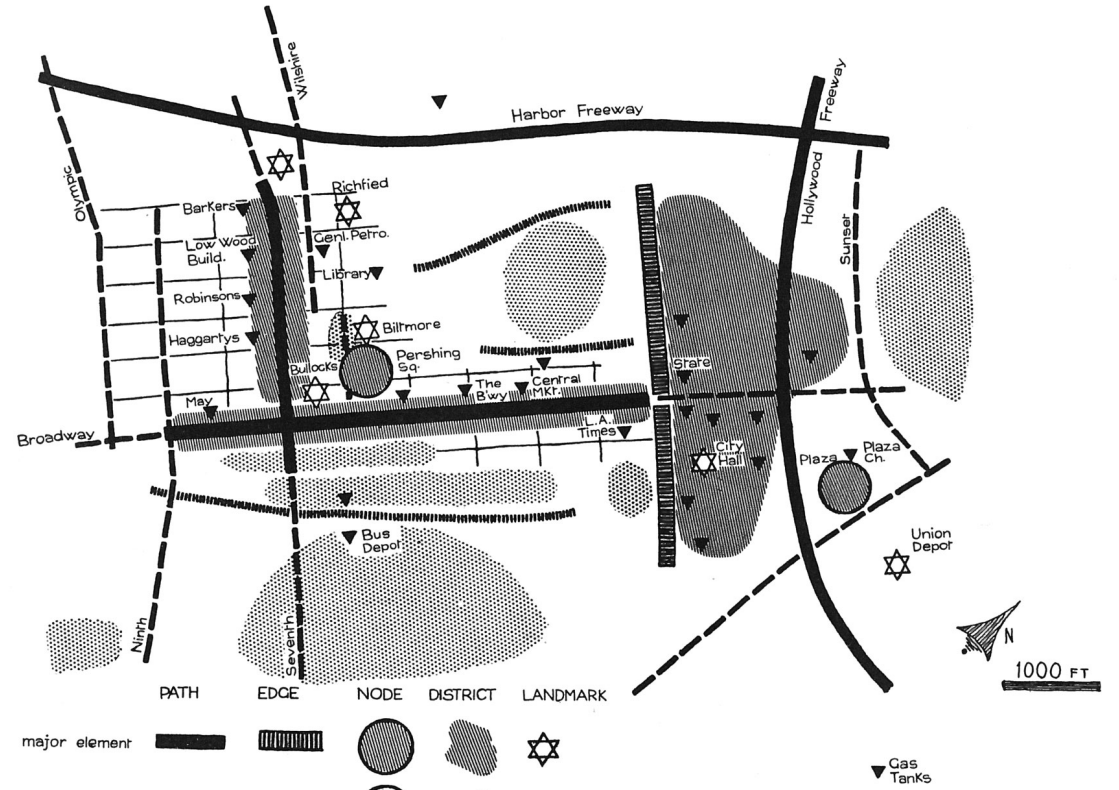 Wilshire
Harbor Freeway
Freeway
Hollywood
Olympic
Sunser
Richfied
Barkers
Genl. Petro.
Low Wood
Build.
Library
Robinsons
Haggartys
Biltmore
Bullocks
Pershing
Sq.
State
May
The
B'wy
Central
Mkt.
Broadway
L.A.
Times
City
Hall
Plaza
Plaza
Ch.
Bus
Depot
Union
Depot
Ninth
Seventh
N
1000 FT
PATH EDGE NODE DISTRICT LANDMARK
major element
Gas
Tanks